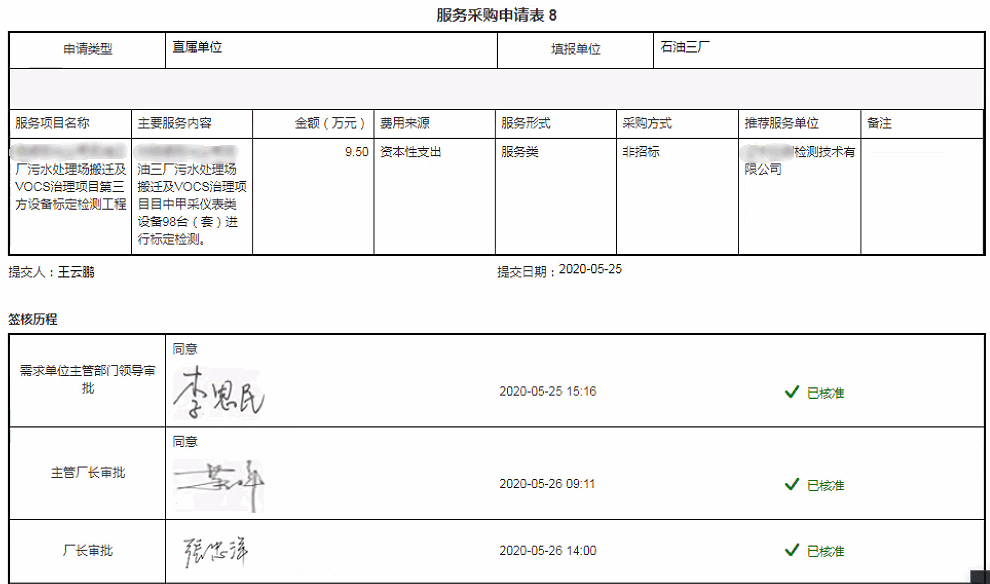 服务采购申请表 8
申请类型 直属单位 填报单位 石油三厂
服务项目名称 主要服务内容 金额（万元） 费用来源 服务形式 采购方式 推荐服务单位 备注
9.50 资本性支出 服务类 非招标 检测技术有
厂污水处理场搬迁及 油三厂污水处理场 限公司
VOCS治理项目第三 搬迁及VOCS治理项
方设备标定检测工程 目目中甲采仪表类
设备98台（套）进
行标定检测。
提交人：王云鹏 提交日期：2020-05-25
签核历程
同意
需求单位主管部门领导审
批
李恩民
2020-05-25 15:16 已核准
同意
主管厂长审批
2020-05-26 09:11 已核准
厂长审批
2020-05-26 14:00 已核准